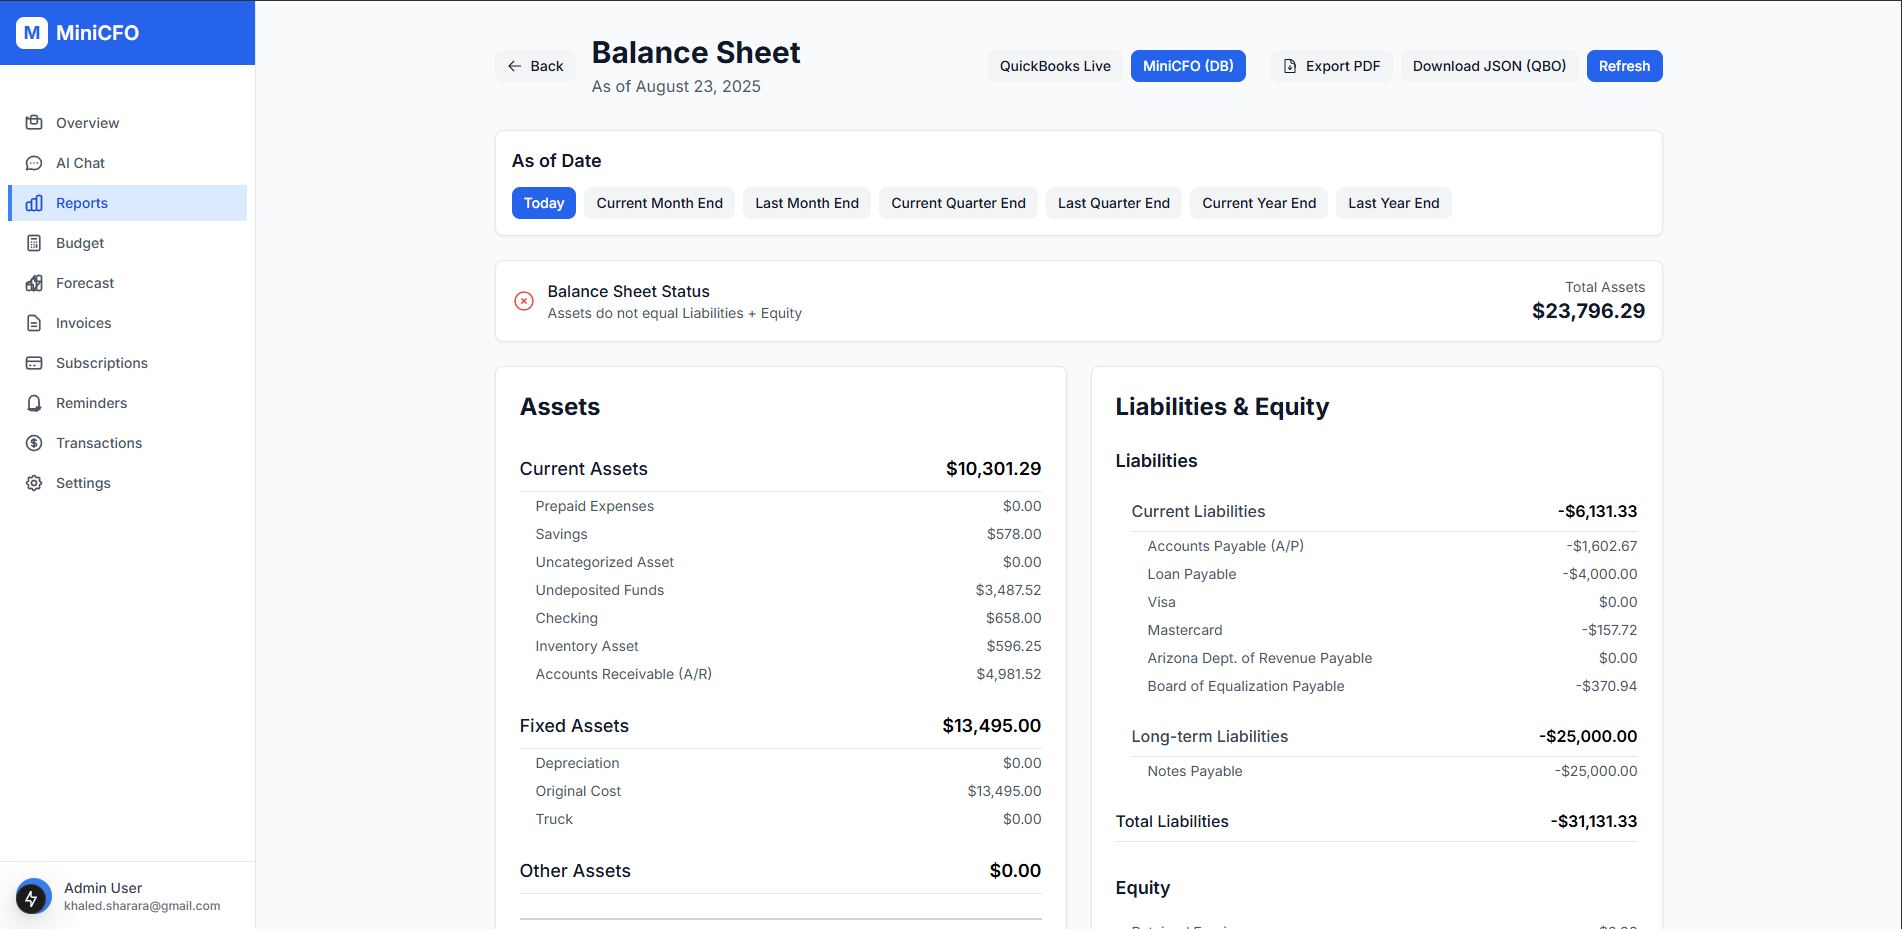 M MiniCFO
Overview
AI Chat
Reports
Budget
Forecast
Invoices
Subscriptions
Reminders
Transactions
Settings
Admin User
khaled.sharara@gmail.com
Back
Balance Sheet
As of August 23, 2025
QuickBooks Live MiniCFO (DB) Export PDF Download JSON (QBO) Refresh
As of Date
Today Current Month End Last Month End Current Quarter End Last Quarter End Current Year End Last Year End
Balance Sheet Status
Assets do not equal Liabilities + Equity
Total Assets
$23,796.29
Assets
Current Assets $10,301.29
Prepaid Expenses $0.00
Savings $578.00
Uncategorized Asset $0.00
Undeposited Funds $3,487.52
Checking $658.00
Inventory Asset $596.25
Accounts Receivable (A/R) $4,981.52
Fixed Assets $13,495.00
Depreciation $0.00
Original Cost $13,495.00
Truck $0.00
Other Assets $0.00
Liabilities & Equity
Liabilities
Current Liabilities -$6,131.33
Accounts Payable (A/P) -$1,602.67
Loan Payable -$4,000.00
Visa $0.00
Mastercard -$157.72
Arizona Dept. of Revenue Payable $0.00
Board of Equalization Payable -$370.94
Long-term Liabilities -$25,000.00
Notes Payable -$25,000.00
Total Liabilities -$31,131.33
Equity